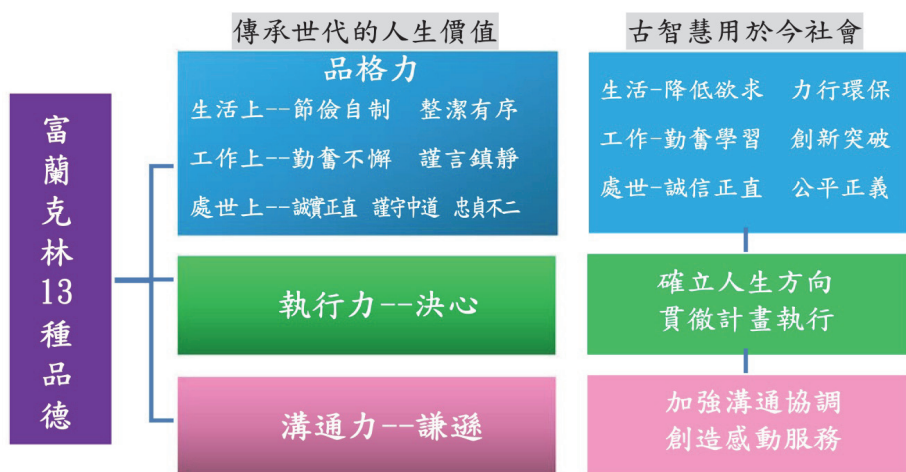 富蘭克林13種品德
傳承世代的人生價值
品格力
生活上--節儉自制 整潔有序
工作上--勤奮不懈 謹言鎮靜
處世上--誠實正直 謹守中道 忠貞不二
執行力--決心
溝通力--謙遜
古智慧用於今社會
生活-降低欲求 力行環保
工作-勤奮學習 創新突破
處世-誠信正直 公平正義
確立人生方向
貫徹計畫執行
加強溝通協調
創造感動服務